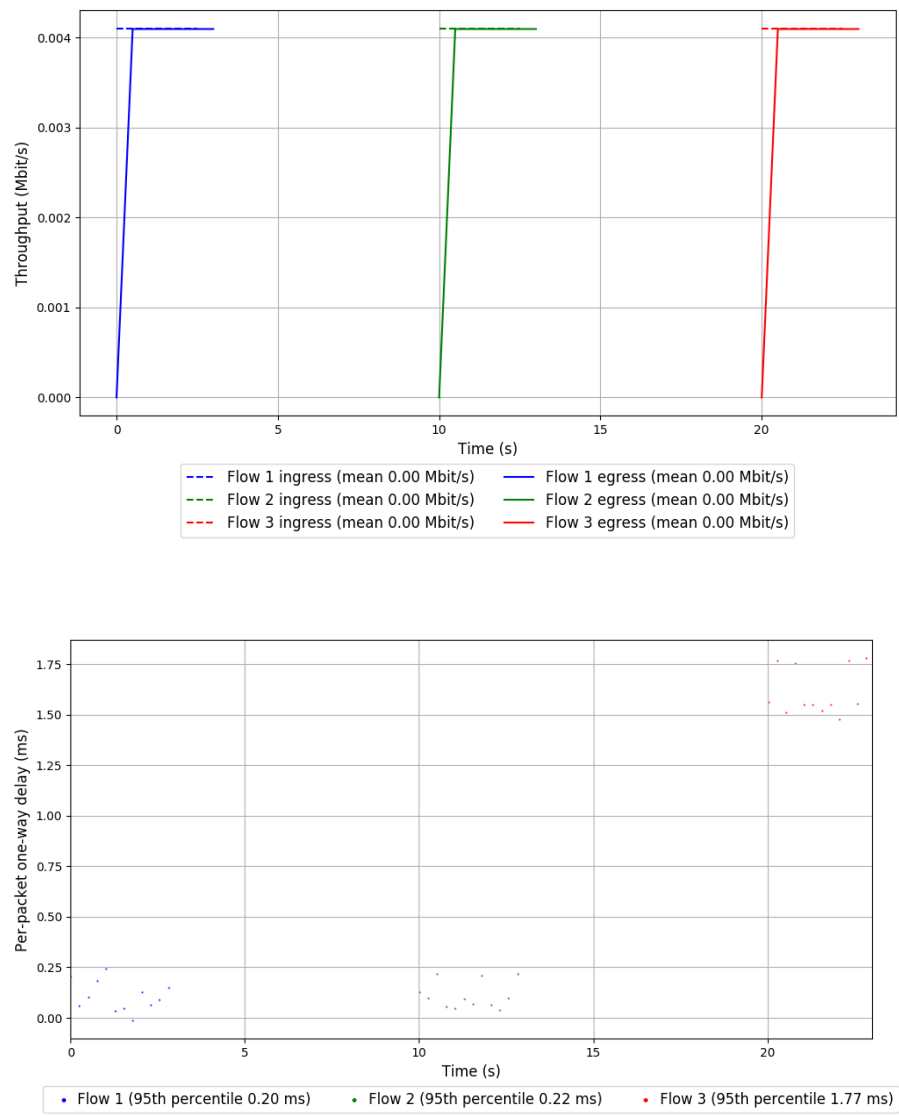 0.004
0.003
0.002
0.001
0.000
Throughput (Mbit/s)
0 5 10 15 20
Time (s)
Flow 1 ingress (mean 0.00 Mbit/s) Flow 1 egress (mean 0.00 Mbit/s)
Flow 2 ingress (mean 0.00 Mbit/s) Flow 2 egress (mean 0.00 Mbit/s)
Flow 3 ingress (mean 0.00 Mbit/s) Flow 3 egress (mean 0.00 Mbit/s)
1.75
1.50
1.25
1.00
0.75
0.50
0.25
0.00
Per-packet one-way delay (ms)
0 5 10 15 20
Time (s)
Flow 1 (95th percentile 0.20 ms) Flow 2 (95th percentile 0.22 ms) Flow 3 (95th percentile 1.77 ms)